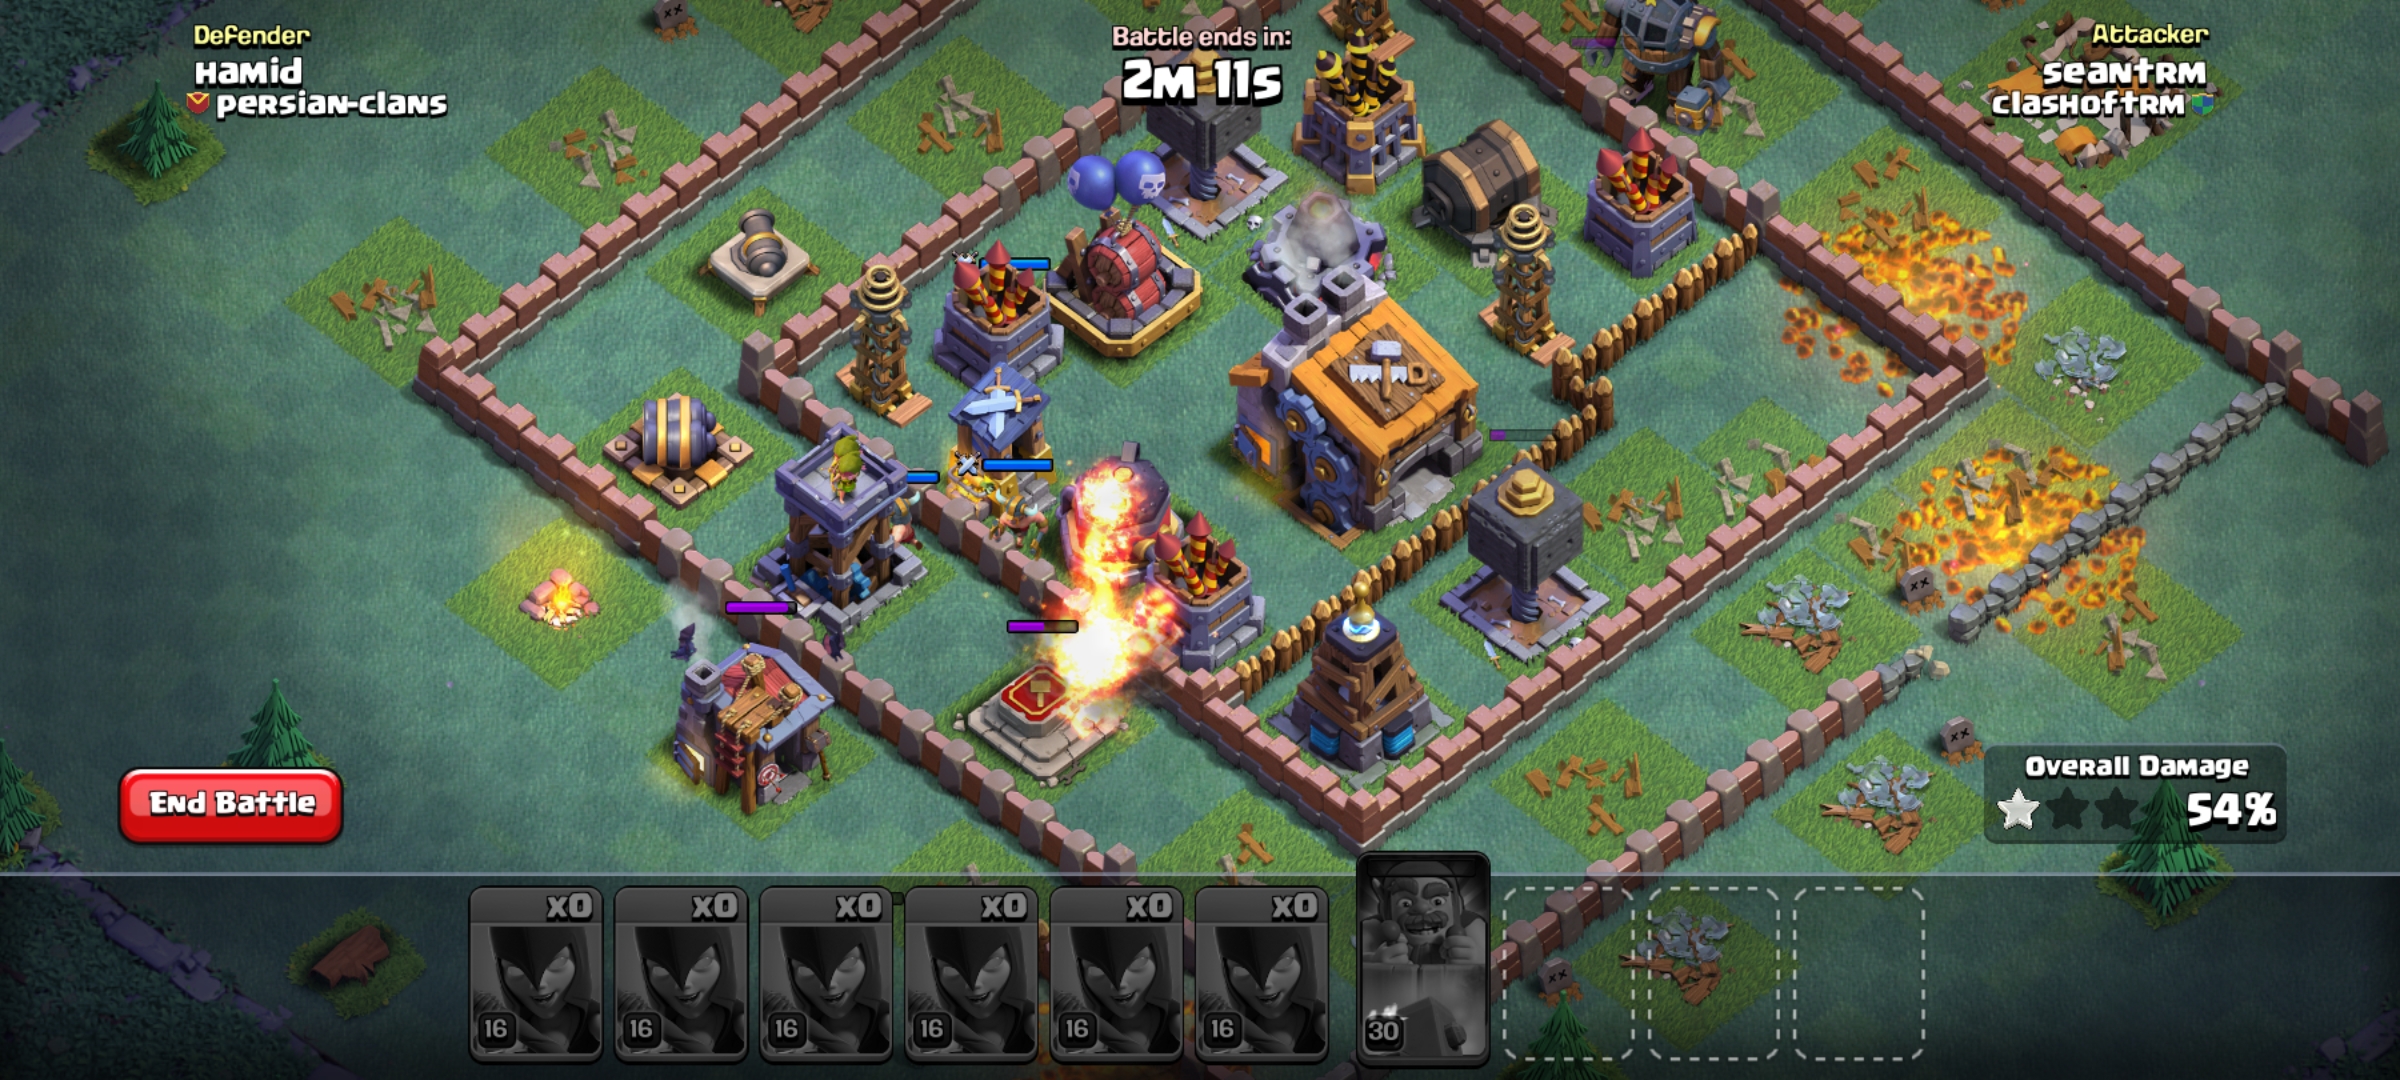 Defender
Hamid
Persian-clans
Battle ends in:
2M 11s
Attacker
seantRM
clashoftRM
End Battle
Overall Damage
54%
x0
x0
x0
x0
x0
x0
16
16
16
16
16
16
30